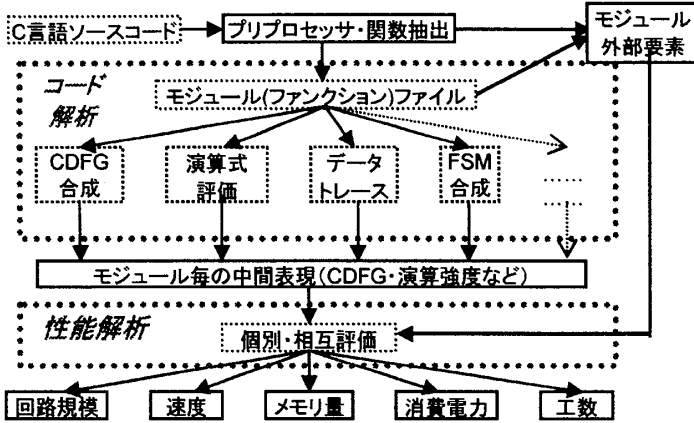 C言語ソースコード
プリプロセッサ・関数抽出
モジュール
外部要素
コード
解析
モジュール(ファンクション)ファイル
CDFG
合成
演算式
評価
データ
トレース
FSM
合成
……
……
モジュール毎の中間表現(CDFG・演算強度など)
性能解析
個別・相互評価
回路規模
速度
メモリ量
消費電力
工数